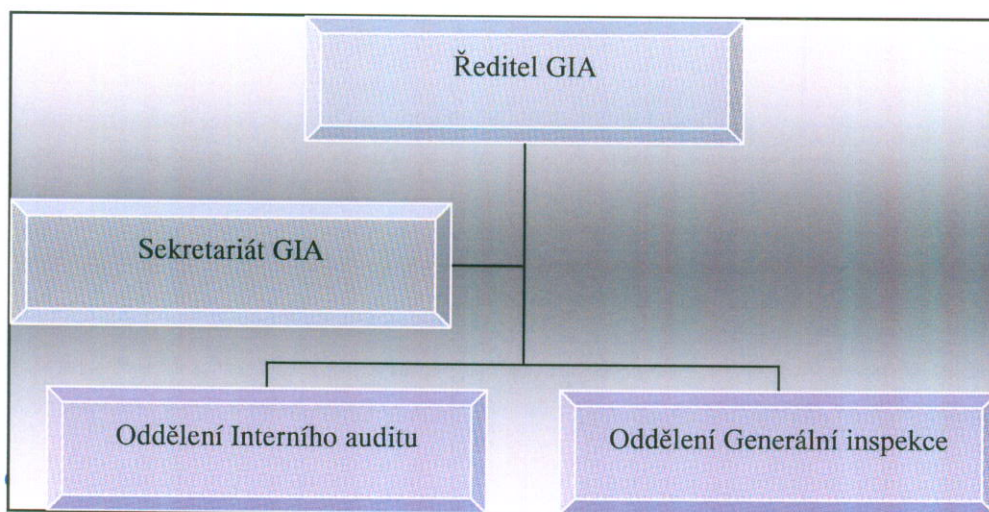 Ředitel GIA
Sekretariát GIA
Oddělení Interního auditu
Oddělení Generální inspekce